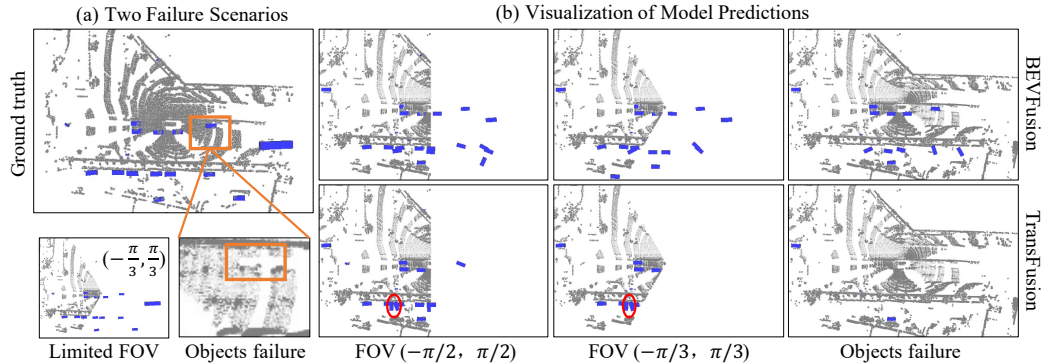 (a) Two Failure Scenarios
(b) Visualization of Model Predictions
Ground truth
BEVFusion
TransFusion
(−π/3, π/3)
Limited FOV
Objects failure
FOV (−π/2, π/2)
FOV (−π/3, π/3)
Objects failure